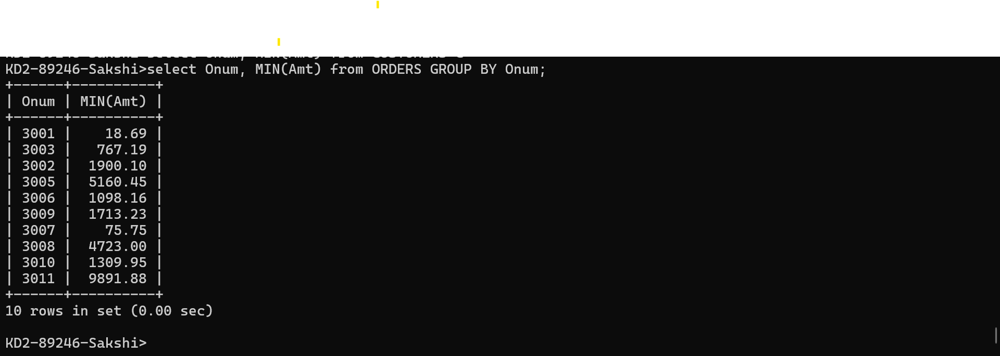 KD2-89246-Sakshi>select Onum, MIN(Amt) from ORDERS GROUP BY Onum;
+------+----------+
| Onum | MIN(Amt) |
+------+----------+
| 3001 |    18.69 |
| 3003 |   767.19 |
| 3002 |  1900.10 |
| 3005 |  5160.45 |
| 3006 |  1098.16 |
| 3009 |  1713.23 |
| 3007 |    75.75 |
| 3008 |  4723.00 |
| 3010 |  1309.95 |
| 3011 |  9891.88 |
+------+----------+
10 rows in set (0.00 sec)
KD2-89246-Sakshi>